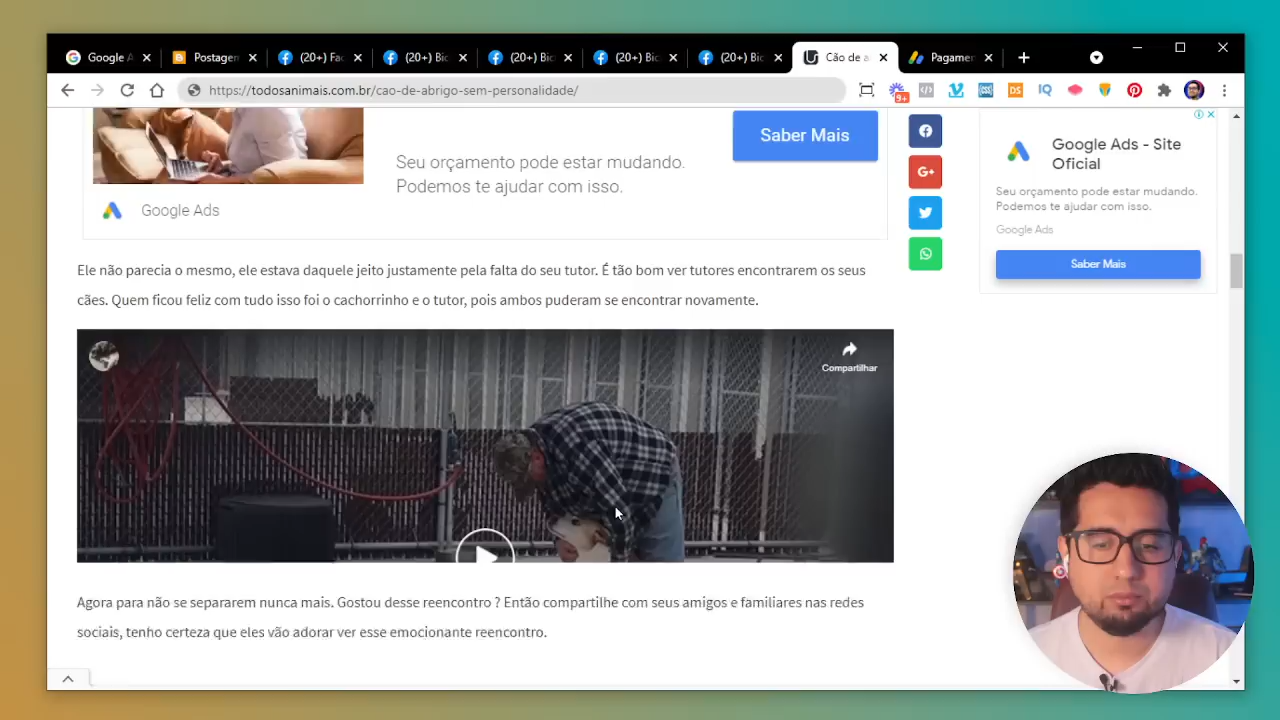 Google A
Postagen
(20+) Fac
(20+) Bic
(20+) Bic
(20+) Bic
(20+) Bic
Cão de a
Pagamen
https://todosanimais.com.br/cao-de-abrigo-sem-personalidade/
9+
DS
IQ
Saber Mais
Seu orçamento pode estar mudando.
Podemos te ajudar com isso.
Google Ads
G+
Google Ads - Site
Oficial
Seu orçamento pode estar mudando.
Podemos te ajudar com isso.
Google Ads
Saber Mais
Ele não parecia o mesmo, ele estava daquele jeito justamente pela falta do seu tutor. É tão bom ver tutores encontrarem os seus
cães. Quem ficou feliz com tudo isso foi o cachorrinho e o tutor, pois ambos puderam se encontrar novamente.
Compartilhar
Agora para não se separarem nunca mais. Gostou desse reencontro ? Então compartilhe com seus amigos e familiares nas redes
sociais, tenho certeza que eles vão adorar ver esse emocionante reencontro.